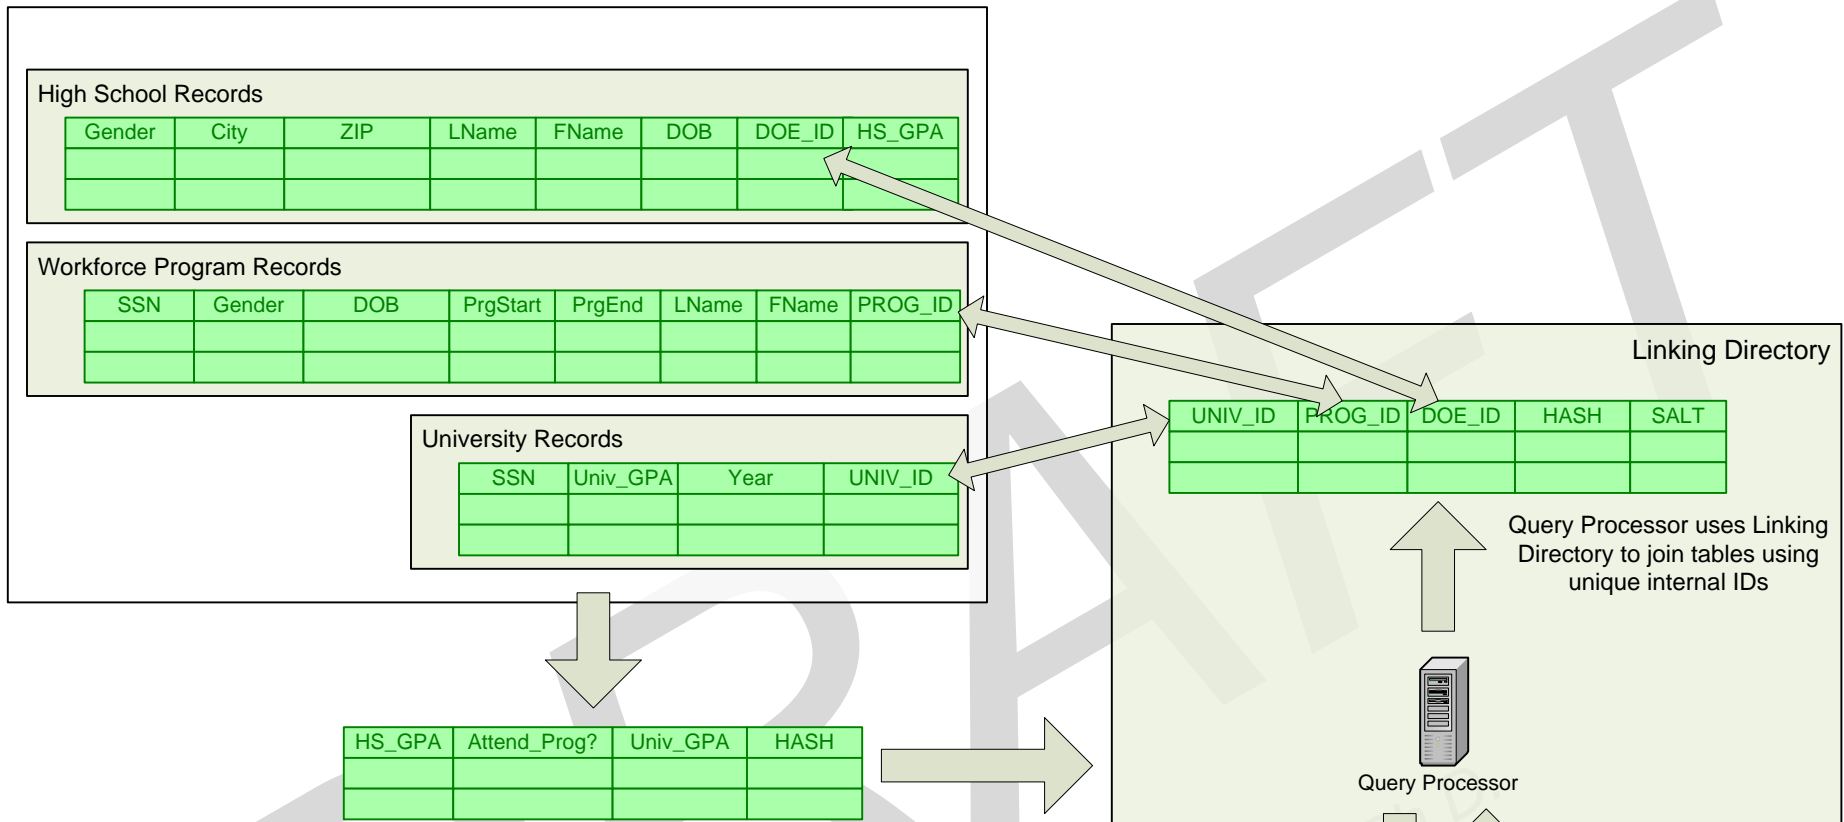 High School Records
Gender City ZIP LName FName DOB DOE_ID HS_GPA
Workforce Program Records
SSN Gender DOB PrgStart PrgEnd LName FName PROG_ID
University Records
SSN Univ_GPA Year UNIV_ID
Linking Directory
UNIV_ID PROG_ID DOE_ID HASH SALT
Query Processor uses Linking
Directory to join tables using
unique internal IDs
Query Processor
HS_GPA Attend_Prog? Univ_GPA HASH
DRAFT